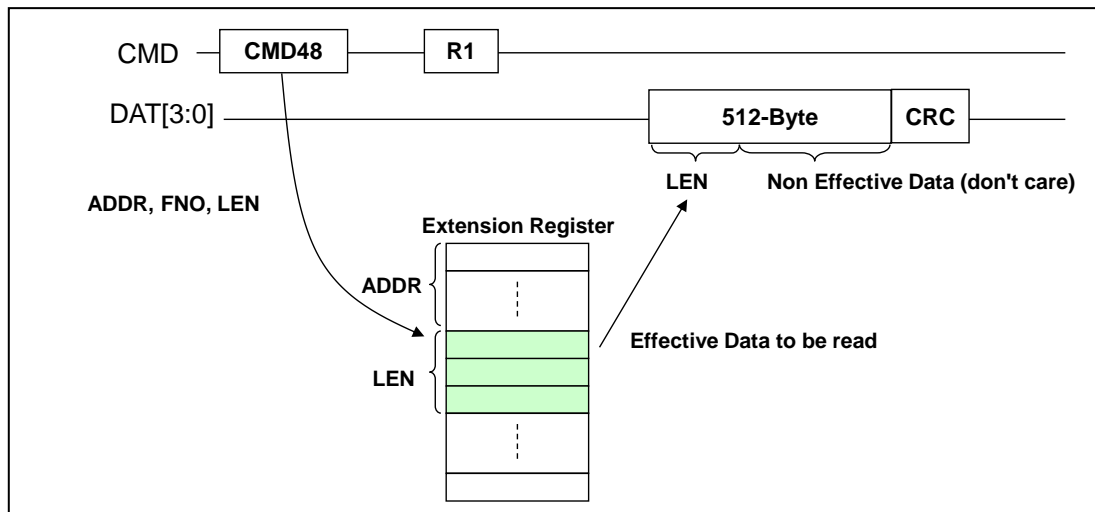 CMD
CMD48
R1
DAT[3:0]
512-Byte
CRC
LEN
Non Effective Data (don't care)
ADDR, FNO, LEN
Extension Register
ADDR
Effective Data to be read
LEN